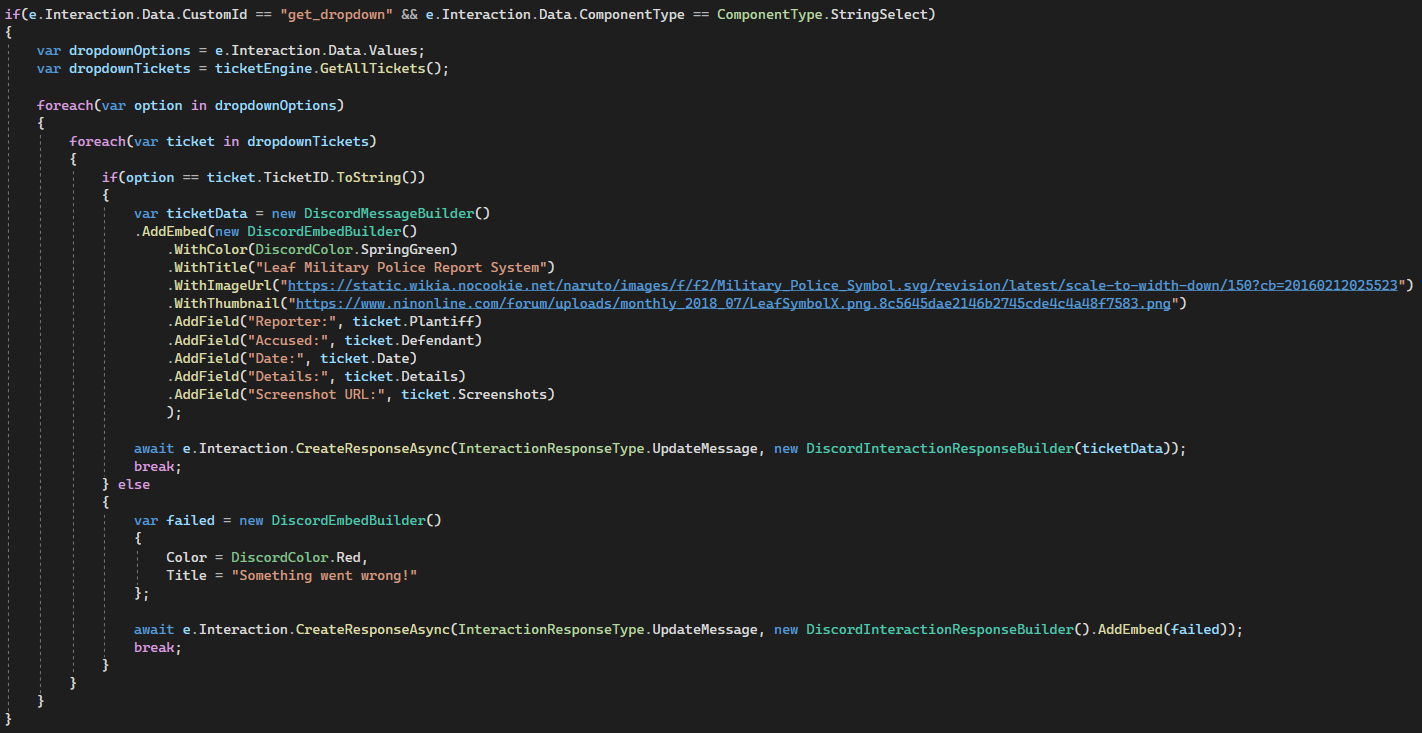 if(e.Interaction.Data.CustomId == "get_dropdown" && e.Interaction.Data.ComponentType == ComponentType.StringSelect)
{
    var dropdownOptions = e.Interaction.Data.Values;
    var dropdownTickets = ticketEngine.GetAllTickets();

    foreach(var option in dropdownOptions)
    {
        foreach(var ticket in dropdownTickets)
        {
            if(option == ticket.TicketID.ToString())
            {
                var ticketData = new DiscordMessageBuilder()
                .AddEmbed(new DiscordEmbedBuilder()
                    .WithColor(DiscordColor.SpringGreen)
                    .WithTitle("Leaf Military Police Report System")
                    .WithImageUrl("https://static.wikia.nocookie.net/naruto/images/f/f2/Military_Police_Symbol.svg/revision/latest/scale-to-width-down/150?cb=20160212025523")
                    .WithThumbnail("https://www.ninonline.com/forum/uploads/monthly_2018_07/LeafSymbolX.png.8c5645dae2146b2745cde4c4a48f7583.png")
                    .AddField("Reporter:", ticket.Plantiff)
                    .AddField("Accused:", ticket.Defendant)
                    .AddField("Date:", ticket.Date)
                    .AddField("Details:", ticket.Details)
                    .AddField("Screenshot URL:", ticket.Screenshots)
                    );

                await e.Interaction.CreateResponseAsync(InteractionResponseType.UpdateMessage, new DiscordInteractionResponseBuilder(ticketData));
                break;
            } else
            {
                var failed = new DiscordEmbedBuilder()
                {
                    Color = DiscordColor.Red,
                    Title = "Something went wrong!"
                };

                await e.Interaction.CreateResponseAsync(InteractionResponseType.UpdateMessage, new DiscordInteractionResponseBuilder().AddEmbed(failed));
                break;
            }
        }
    }
}